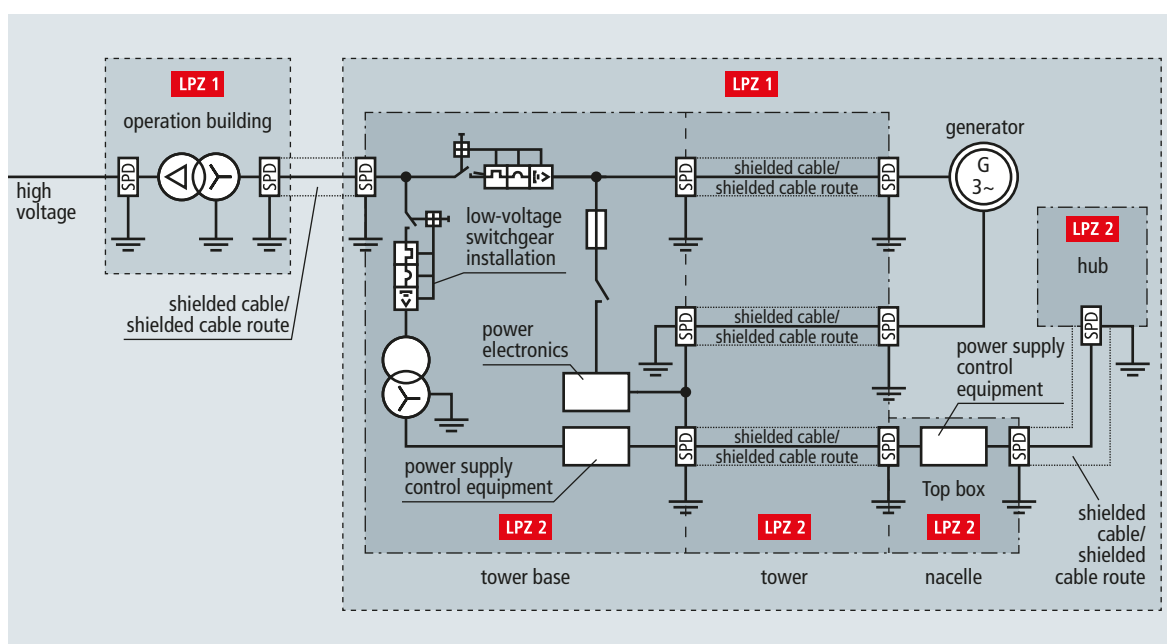 LPZ 1
operation building
SPD
SPD
high
voltage
shielded cable/
shielded cable route
LPZ 1
SPD
low-voltage
switchgear
installation
SPD
shielded cable/
shielded cable route
SPD
generator
G
3~
LPZ 2
hub
SPD
power
electronics
SPD
shielded cable/
shielded cable route
SPD
power supply
control
equipment
power supply
control equipment
SPD
shielded cable/
shielded cable route
SPD
Top box
SPD
shielded
cable/
shielded
cable route
LPZ 2
LPZ 2
LPZ 2
tower base
tower
nacelle